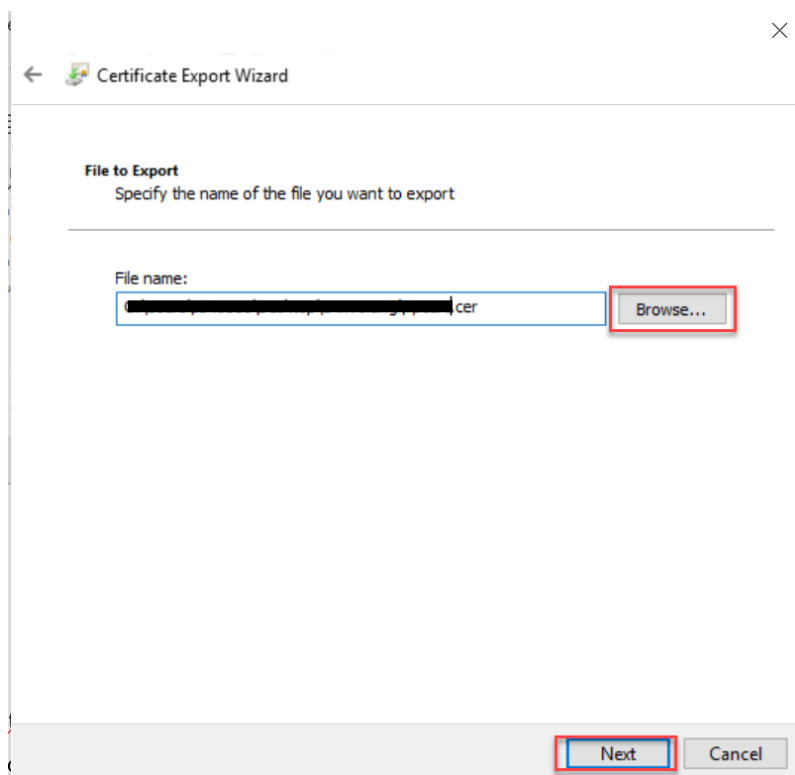 Certificate Export Wizard
File to Export
Specify the name of the file you want to export
File name:
.cer
Browse...
Next
Cancel